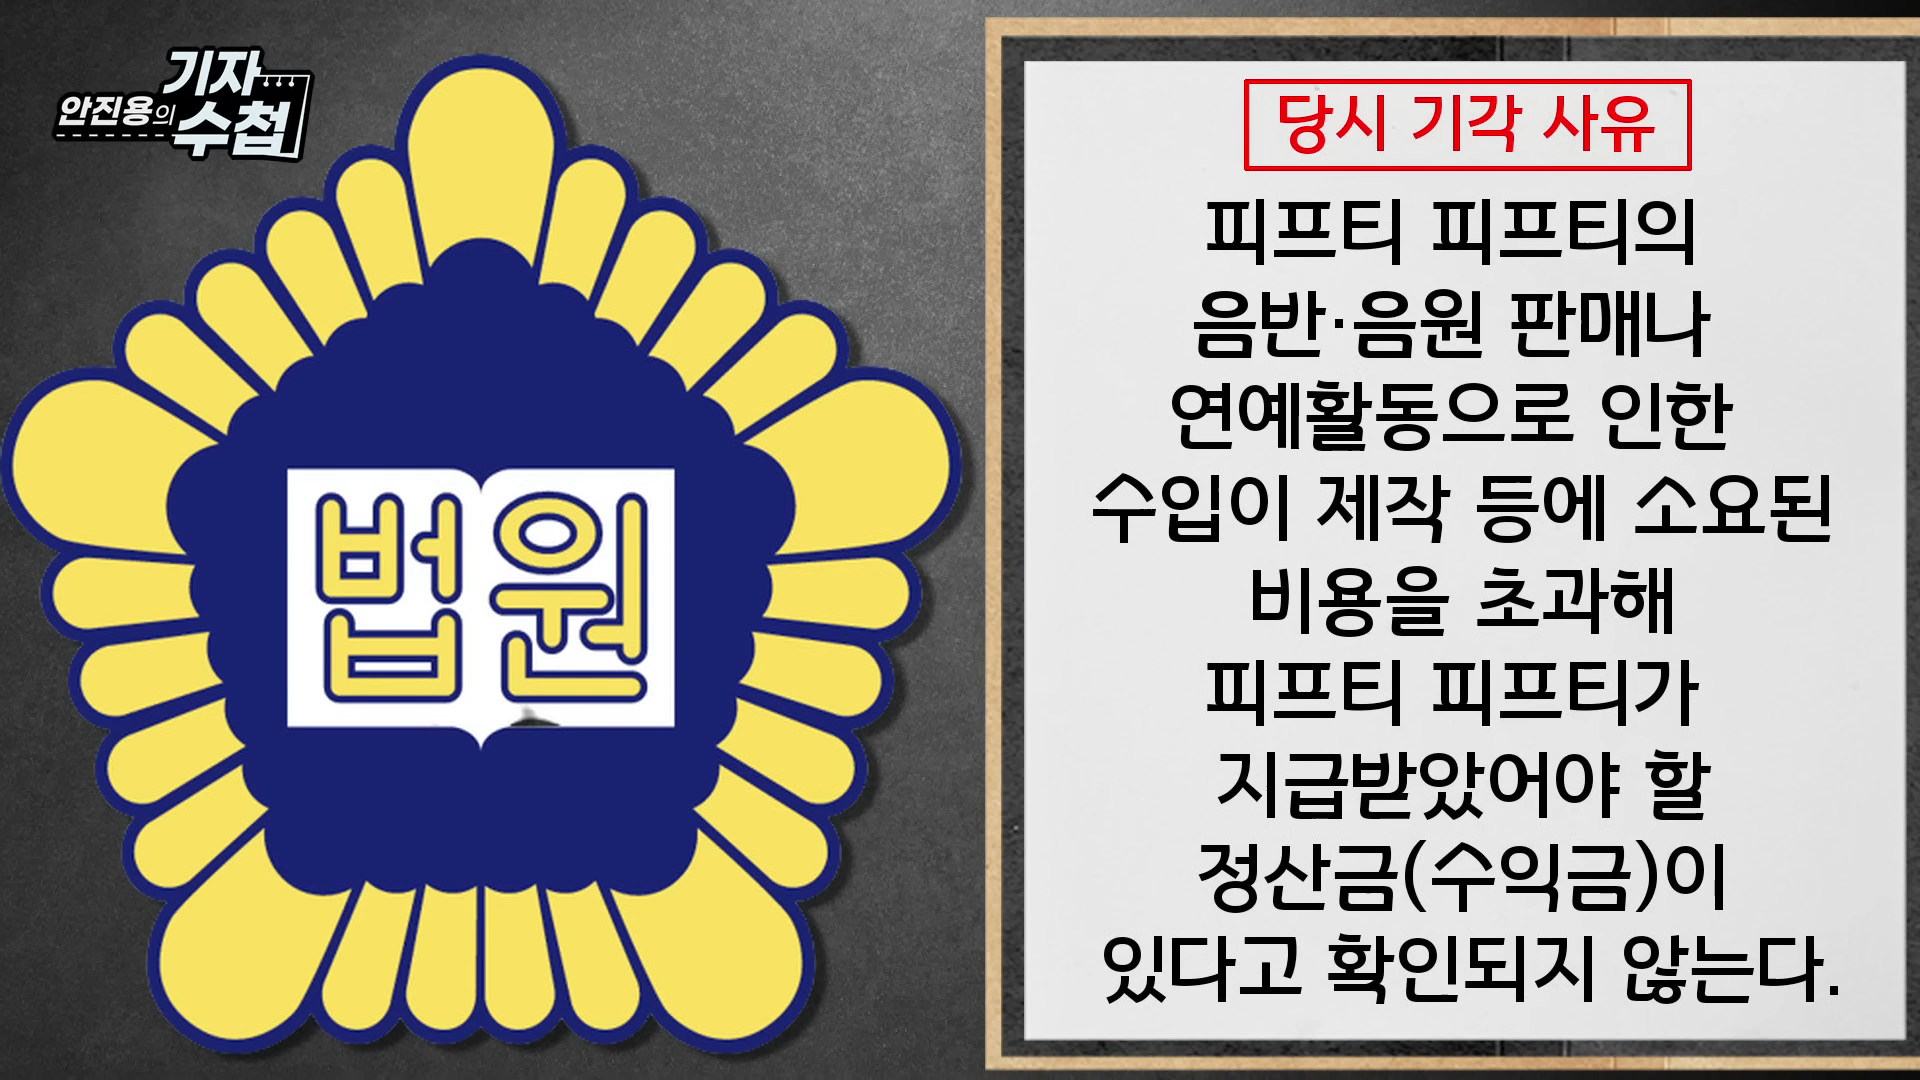 안진용의 기자수첩
법원
당시 기각 사유
피프티 피프티의
음반·음원 판매나
연예활동으로 인한
수입이 제작 등에 소요된
비용을 초과해
피프티 피프티가
지급받았어야 할
정산금(수익금)이
있다고 확인되지 않는다.